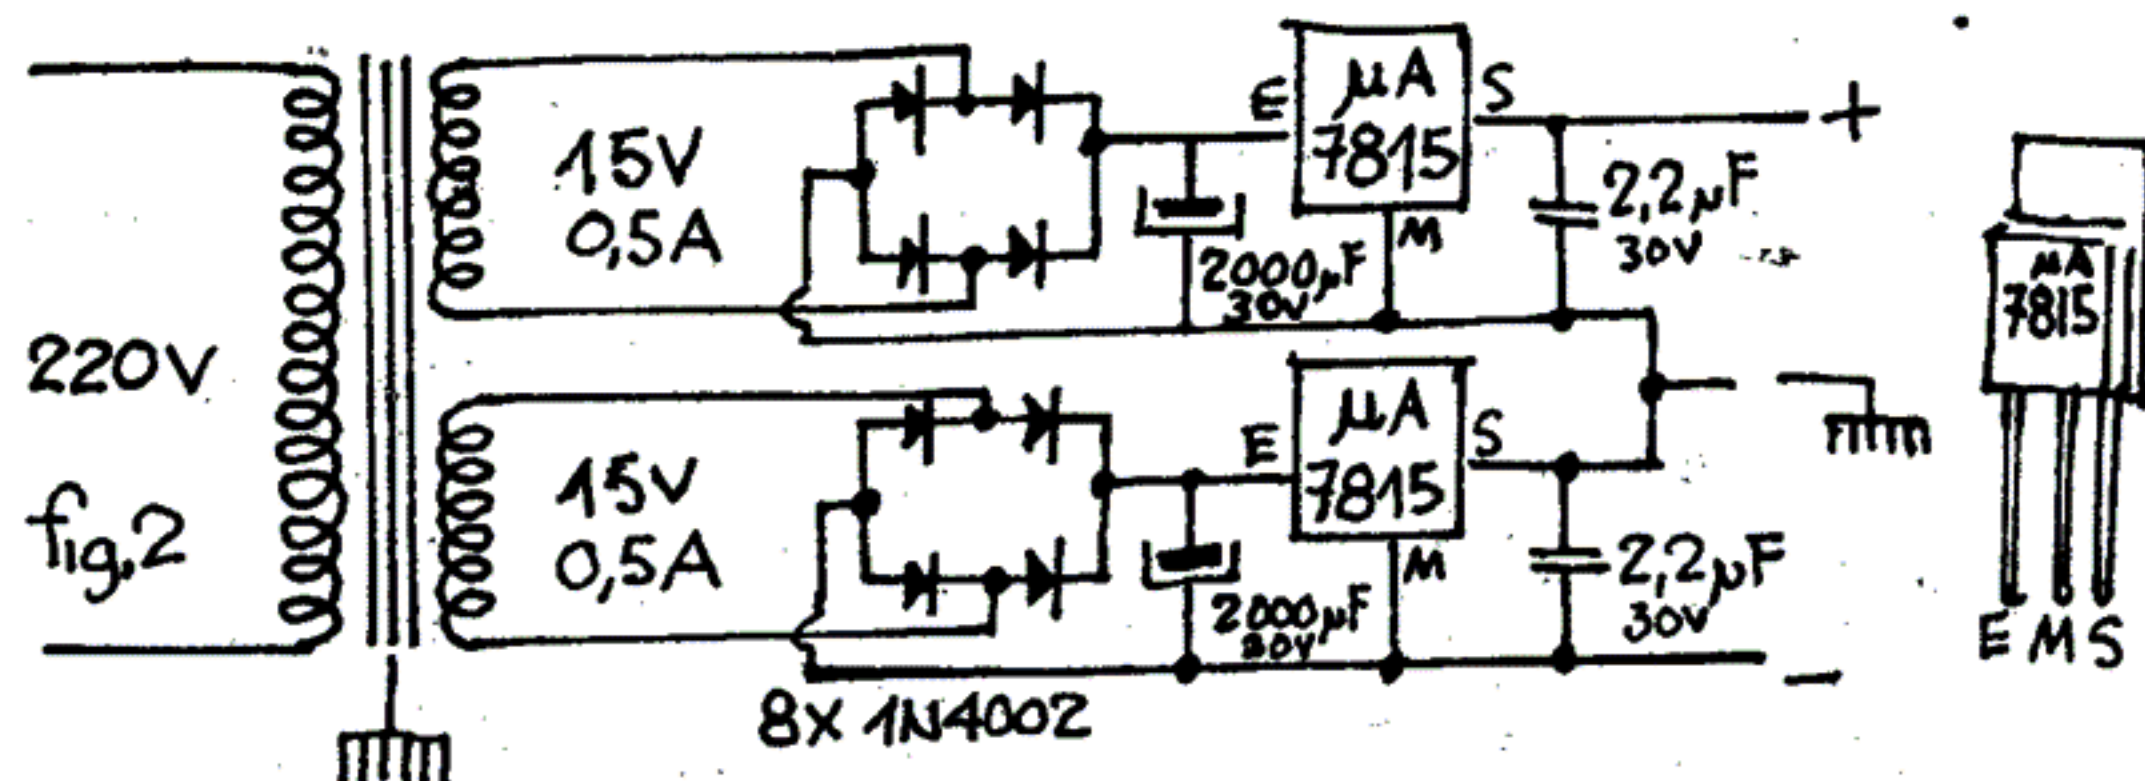 220V
fig.2
15V
0,5A
E
µA
7815
S
M
+
2000µF
30V
2,2µF
30V
15V
0,5A
E
µA
7815
S
M
2000µF
30V
2,2µF
30V
-
8X 1N4002
µA
7815
E M S